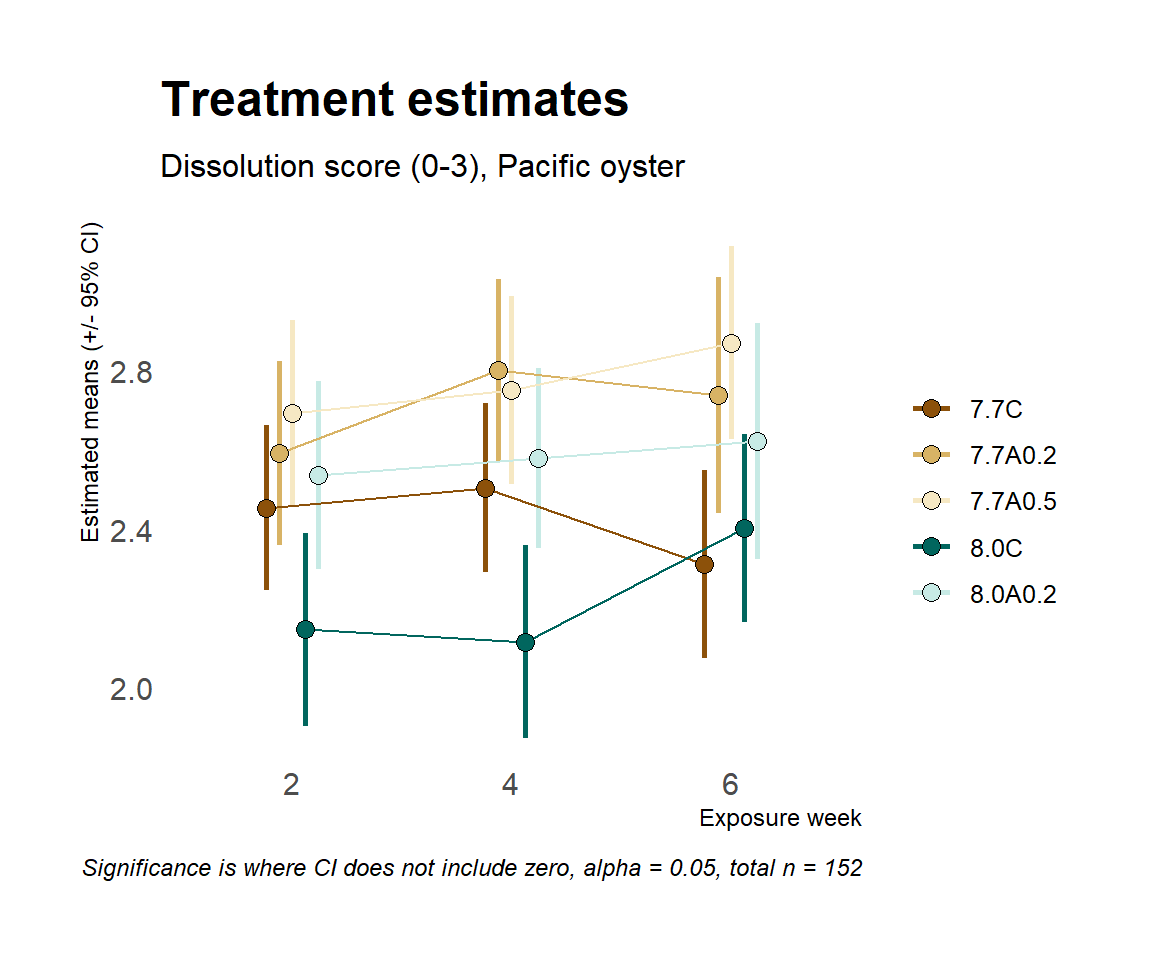 Treatment estimates
Dissolution score (0-3), Pacific oyster
Estimated means (+/- 95% CI)
2.8
2.4
2.0
2
4
6
Exposure week
7.7C
7.7A0.2
7.7A0.5
8.0C
8.0A0.2
Significance is where CI does not include zero, alpha = 0.05, total n = 152